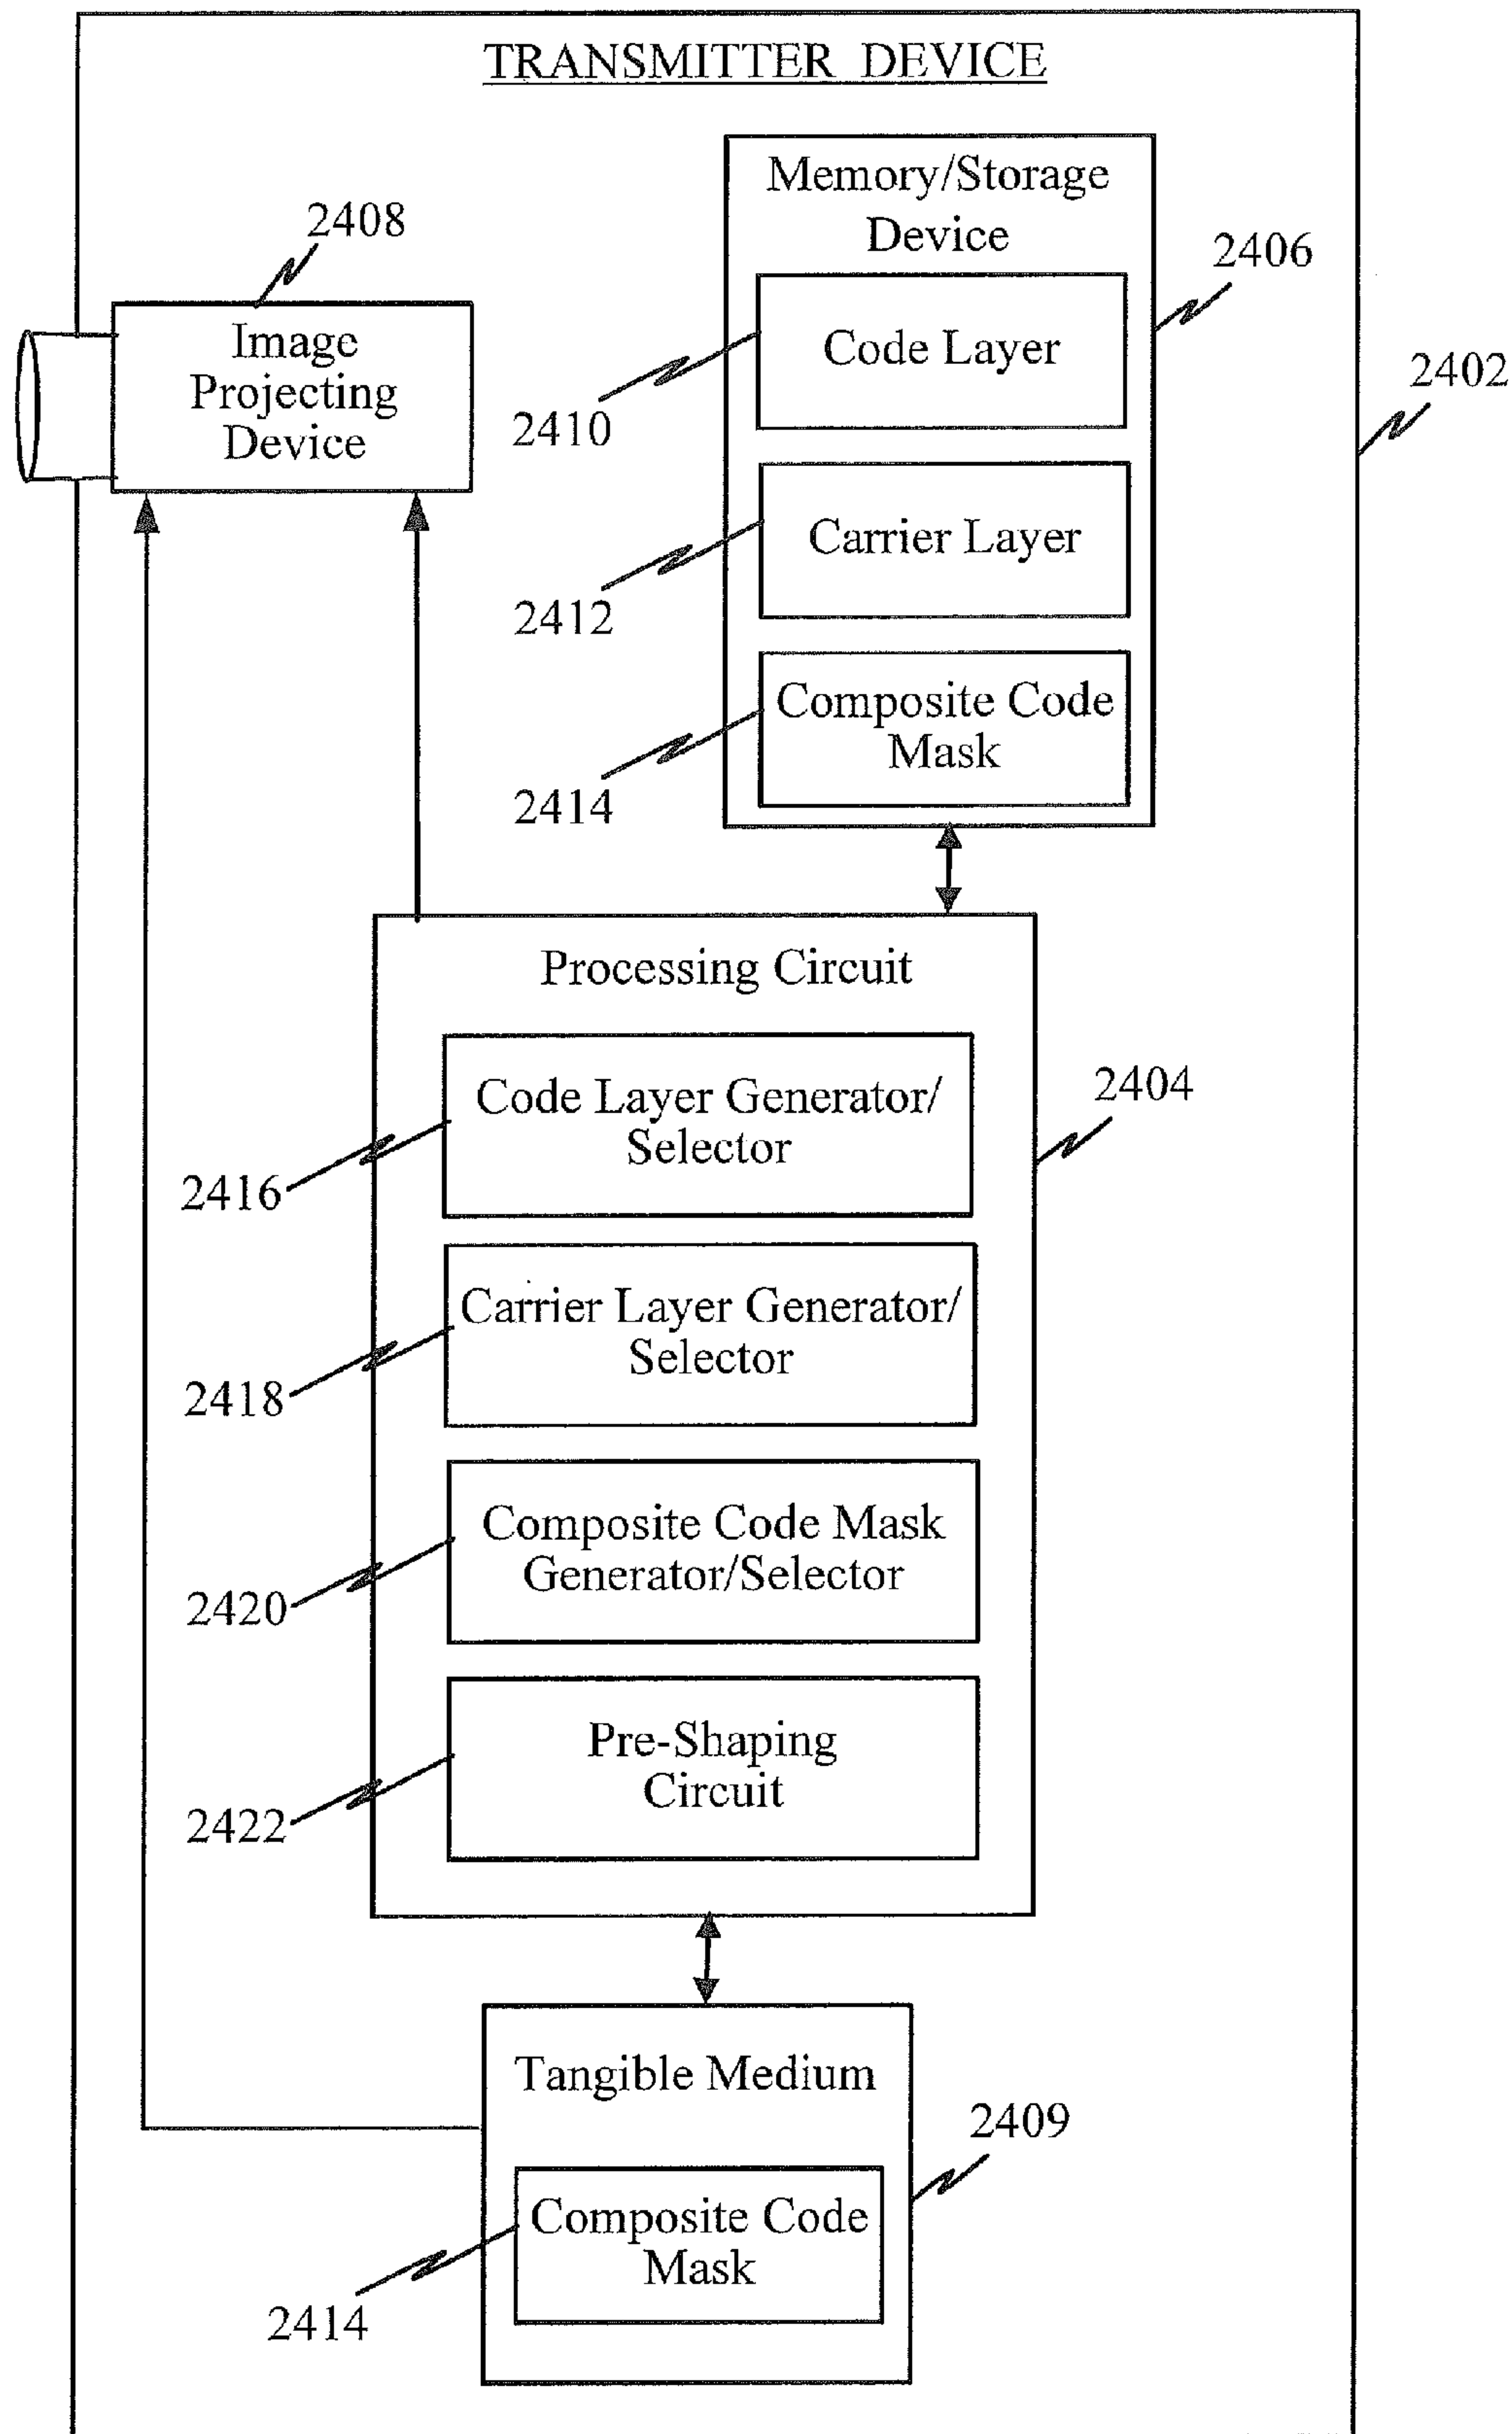 TRANSMITTER DEVICE
Memory/Storage
Device
2408
2406
Image
Projecting
Device
Code Layer
2402
2410
Carrier Layer
2412
Composite Code
Mask
2414
Processing Circuit
Code Layer Generator/
Selector
2404
2416
Carrier Layer Generator/
Selector
2418
Composite Code Mask
Generator/Selector
2420
Pre-Shaping
Circuit
2422
Tangible Medium
2409
Composite Code
Mask
2414